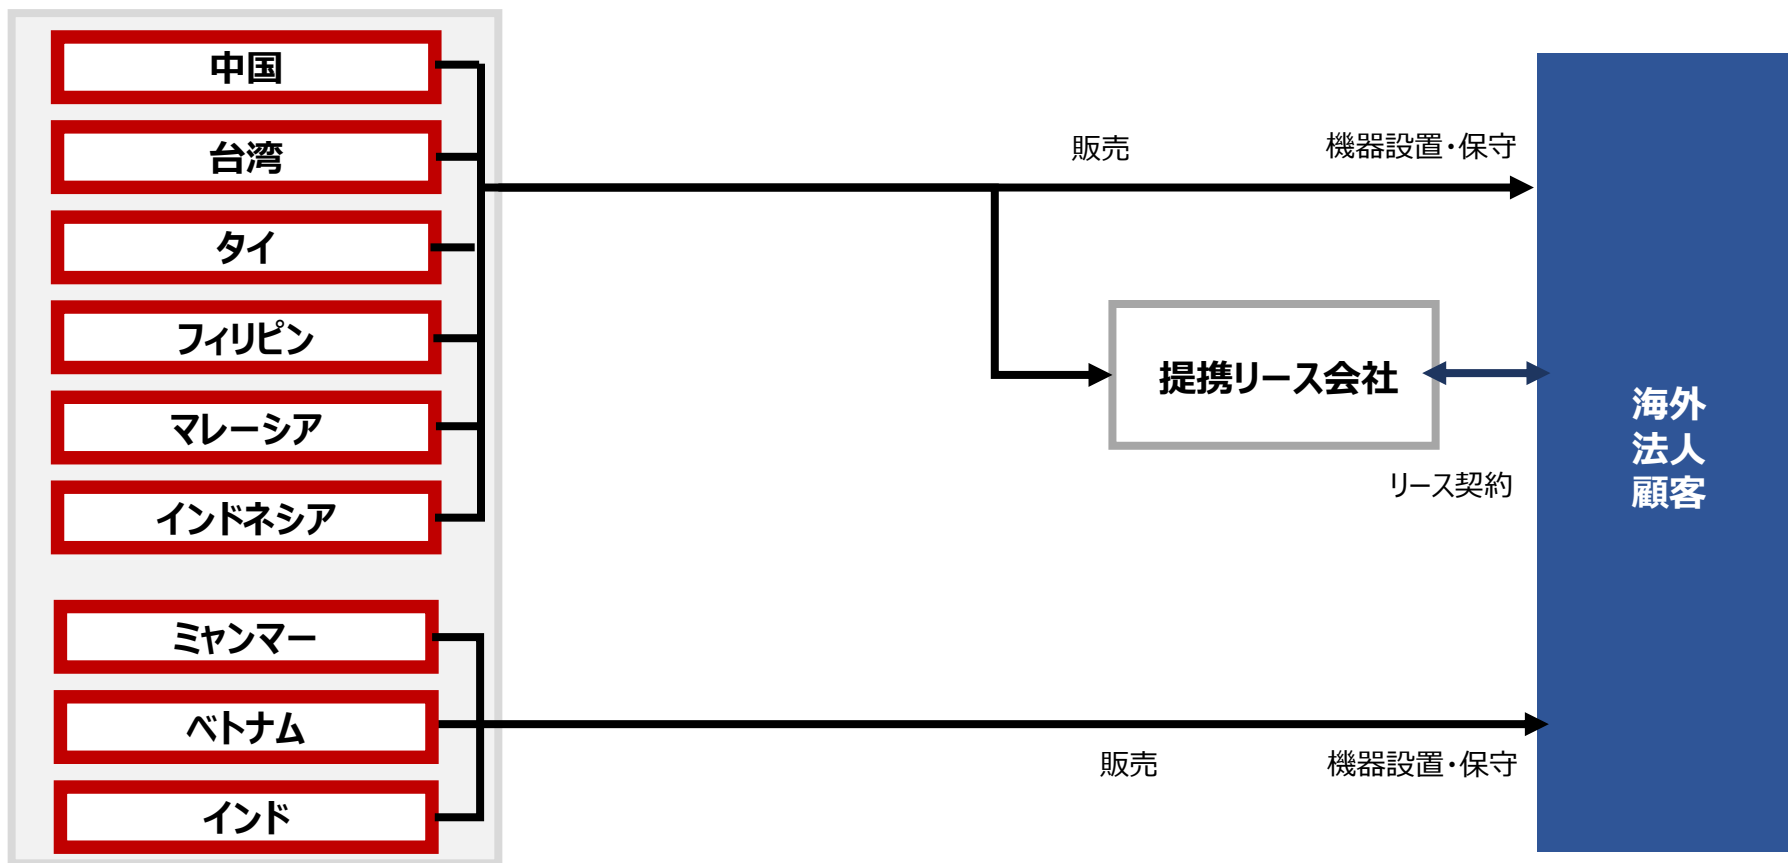 中国
台湾
タイ
フィリピン
マレーシア
インドネシア
ミャンマー
ベトナム
インド
販売
機器設置・保守
提携リース会社
リース契約
販売
機器設置・保守
海外
法人
顧客